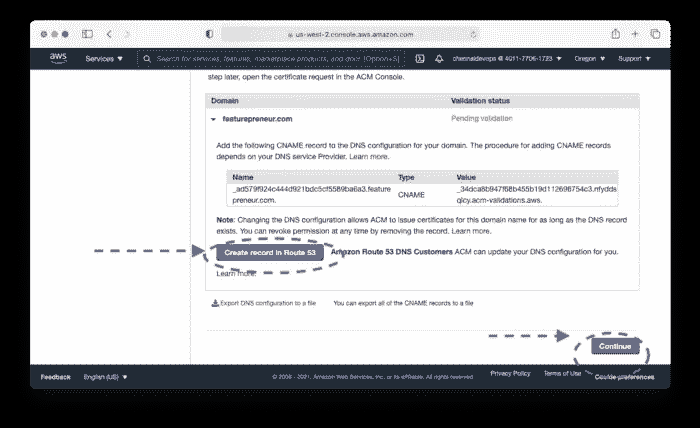 us-west-2.console.aws.amazon.com
aws Services Search for services, features, marketplace products, and docs [Option+S] chennaidevops @ 4011-7706-1723 Oregon Support
step later, open the certificate request in the ACM Console.
Domain Validation status
featurepreneur.com Pending validation
Add the following CNAME record to the DNS configuration for your domain. The procedure for adding CNAME records
depends on your DNS service Provider. Learn more.
Name Type Value
_ad579f924c444d921bdc5cf5589ba6a3.feature
preneur.com.
CNAME
_34dca8b947f68b455b19d112696754c3.nfydds
qlcy.acm-validations.aws.
Note: Changing the DNS configuration allows ACM to issue certificates for this domain name for as long as the DNS record
exists. You can revoke permission at any time by removing the record. Learn more.
Create record in Route 53 Amazon Route 53 DNS Customers ACM can update your DNS configuration for you.
Learn more.
Export DNS configuration to a file You can export all of the CNAME records to a file
Continue
Feedback English (US) © 2008 - 2021, Amazon Web Services, Inc. or its affiliates. All rights reserved. Privacy Policy Terms of Use Cookie preferences